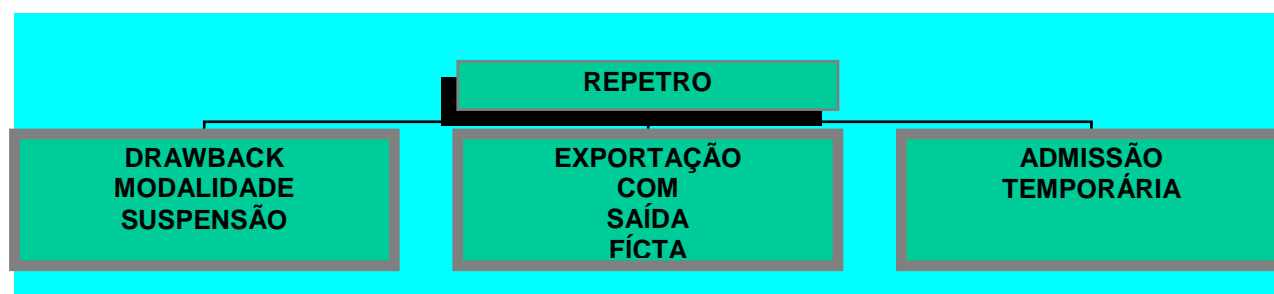 REPETRO
DRAWBACK
MODALIDADE
SUSPENSÃO
EXPORTAÇÃO
COM
SAÍDA
FÍCTA
ADMISSÃO
TEMPORÁRIA